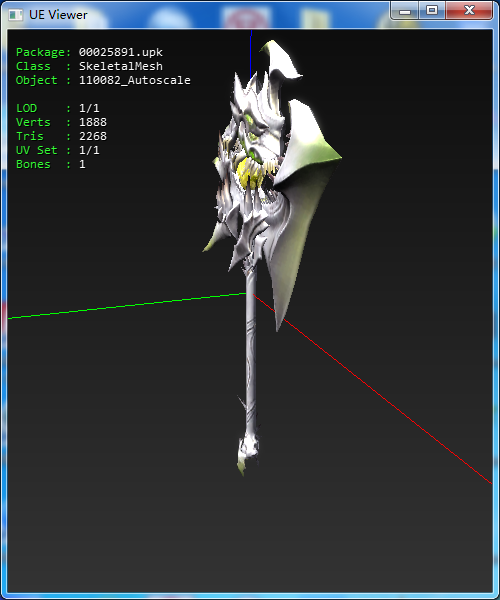 UE Viewer
Package: 00025891.upk
Class : SkeletalMesh
Object : 110082_Autoscale
LOD : 1/1
Verts : 1888
Tris : 2268
UV Set : 1/1
Bones : 1